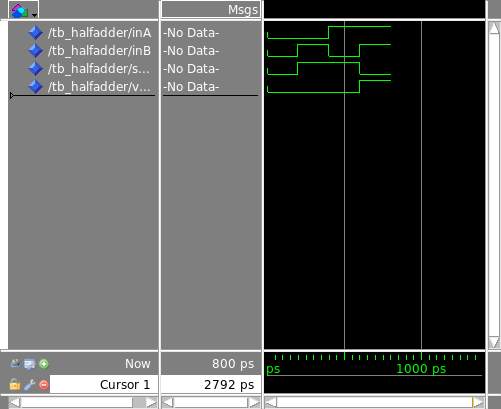 Msgs
/tb_halfadder/inA -No Data-
/tb_halfadder/inB -No Data-
/tb_halfadder/s... -No Data-
/tb_halfadder/v... -No Data-
Now 800 ps ps 1000 ps
Cursor 1 2792 ps